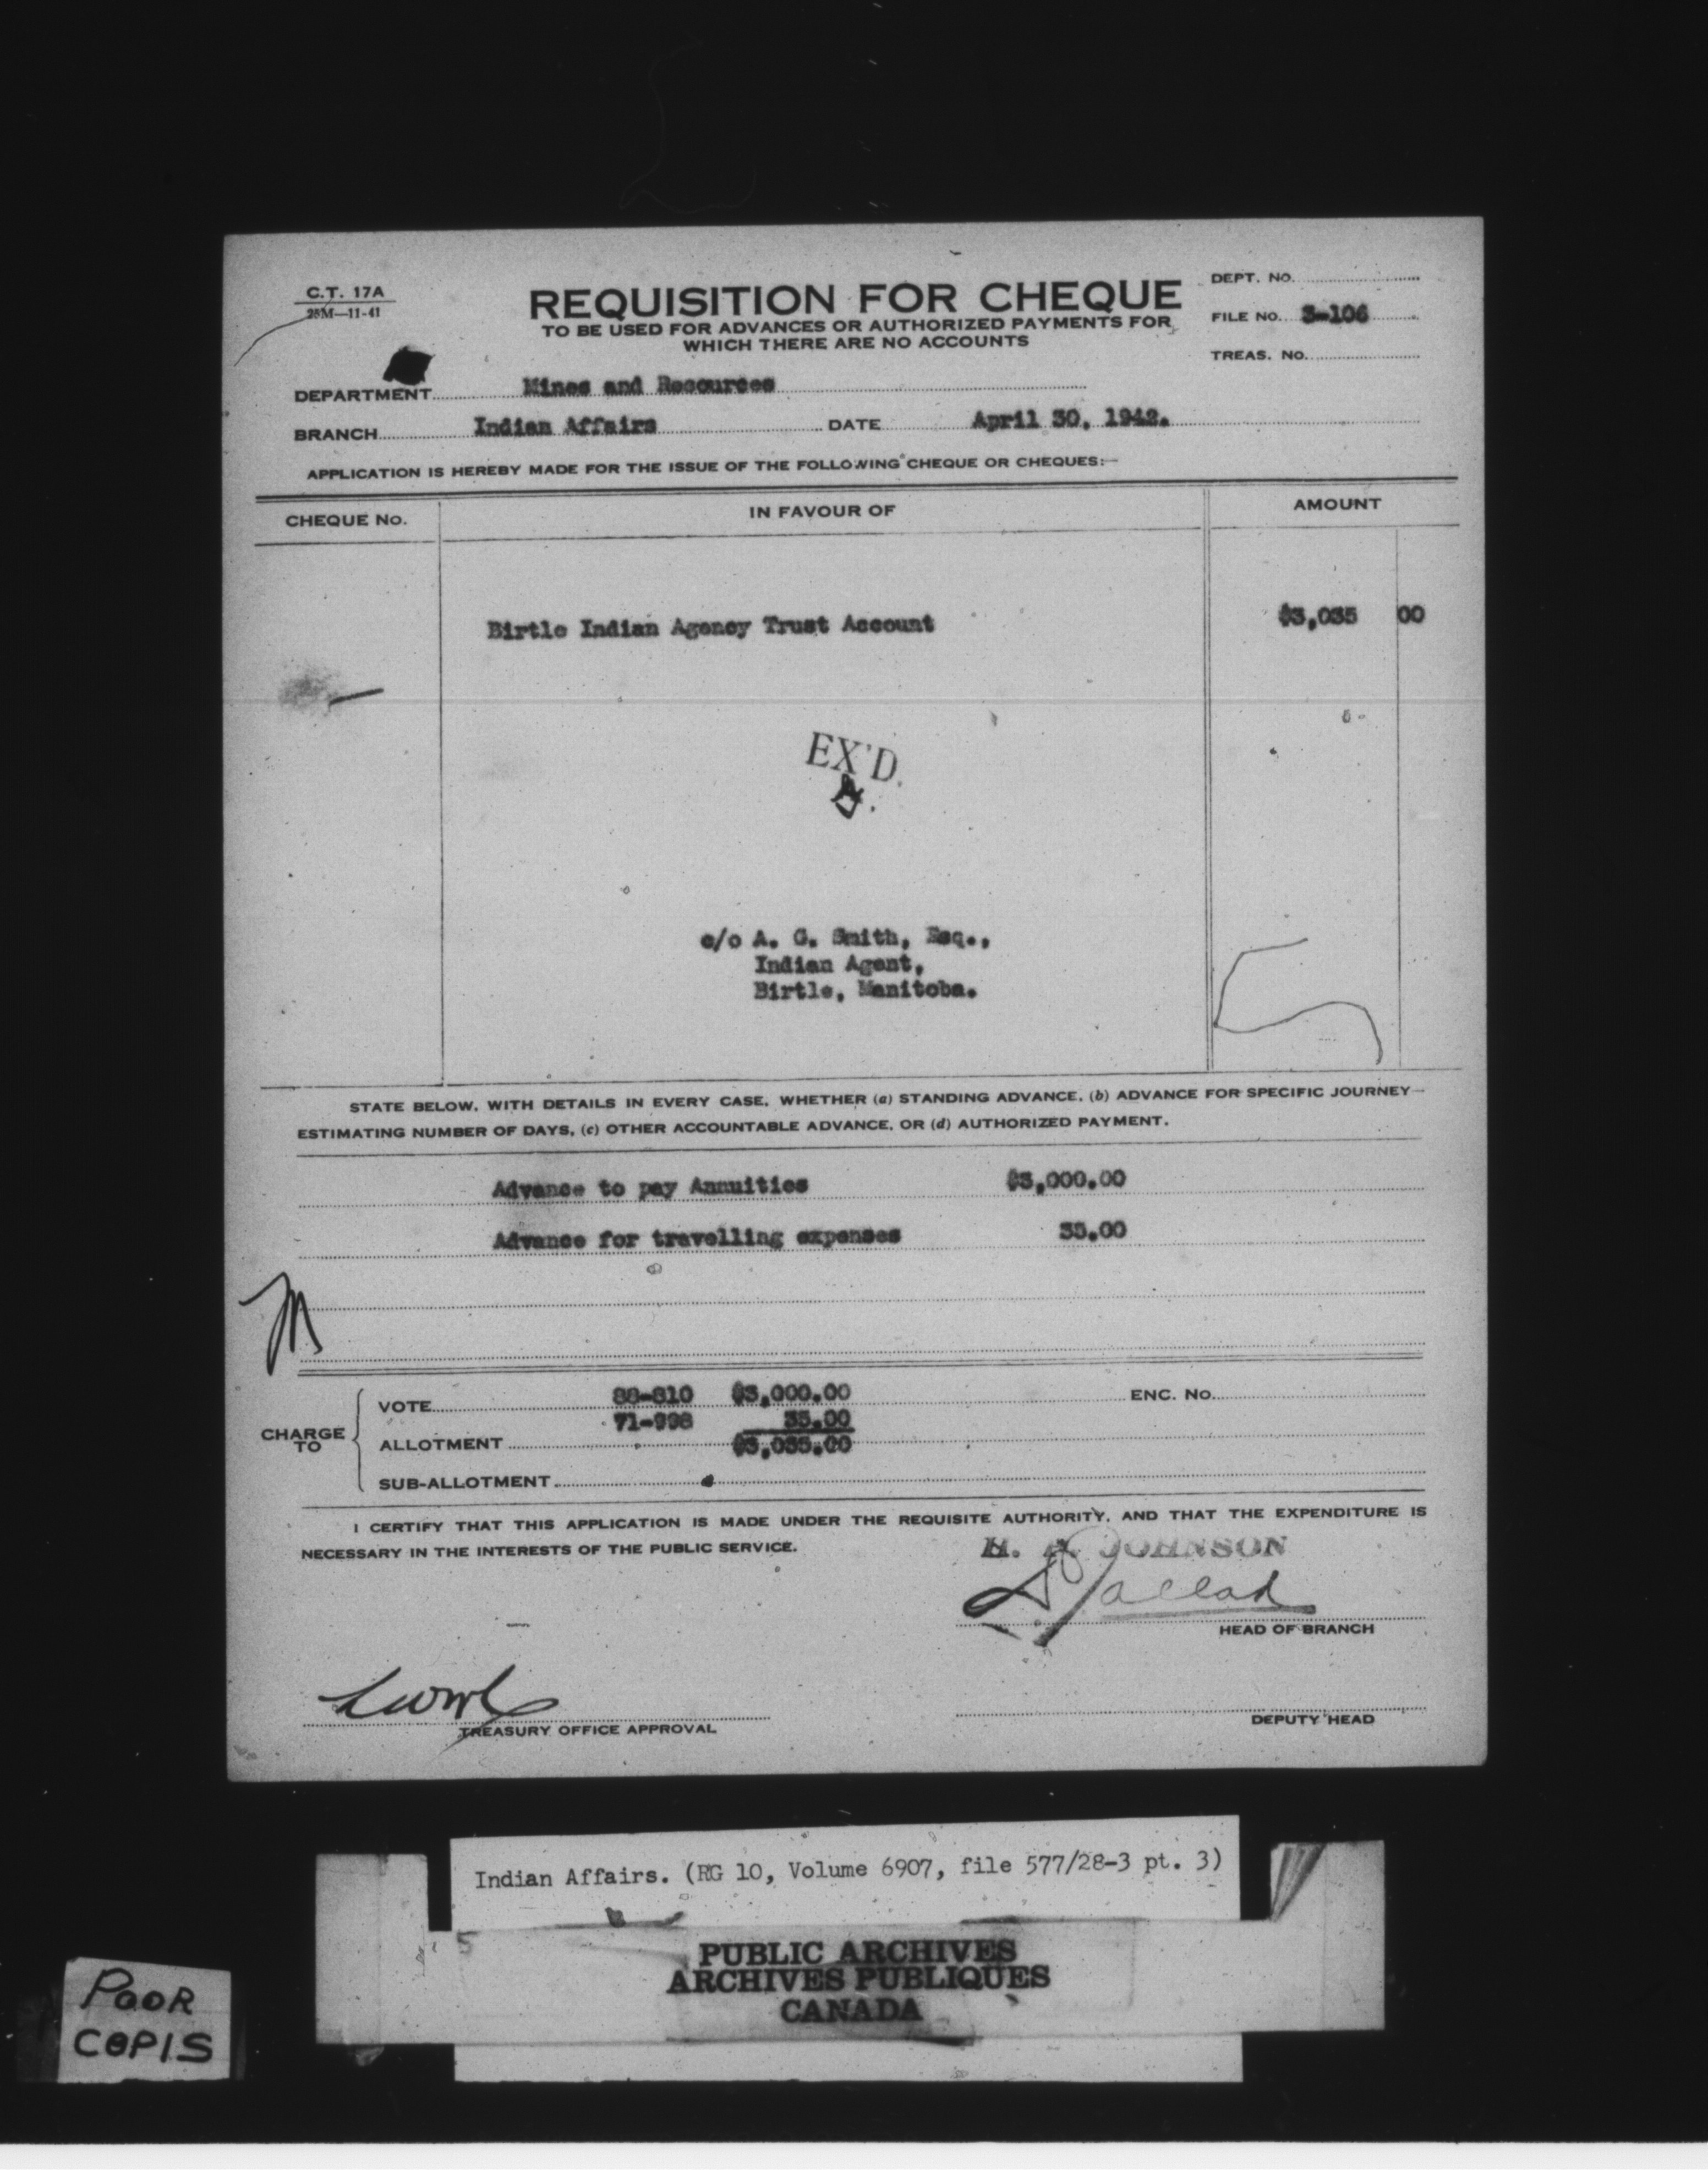 C.T. 17A
25M—11-41
REQUISITION FOR CHEQUE
TO BE USED FOR ADVANCES OR AUTHORIZED PAYMENTS FOR
WHICH THERE ARE NO ACCOUNTS
DEPT. NO.
FILE NO. 3-106
TREAS. NO.
DEPARTMENT Mines and Resources
BRANCH Indian Affairs DATE April 30, 1942.
APPLICATION IS HEREBY MADE FOR THE ISSUE OF THE FOLLOWING CHEQUE OR CHEQUES:—
CHEQUE NO. IN FAVOUR OF AMOUNT
Birtle Indian Agency Trust Account $3,035 00
EX'D.
c/o A. G. Smith, Esq.,
Indian Agent,
Birtle, Manitoba.
STATE BELOW, WITH DETAILS IN EVERY CASE, WHETHER (a) STANDING ADVANCE, (b) ADVANCE FOR SPECIFIC JOURNEY—
ESTIMATING NUMBER OF DAYS, (c) OTHER ACCOUNTABLE ADVANCE, OR (d) AUTHORIZED PAYMENT.
Advance to pay Annuities $3,000.00
Advance for travelling expenses 35.00
M
CHARGE TO
VOTE 88-810 $3,000.00 ENC. NO.
71-998 35.00
ALLOTMENT $3,035.00
SUB-ALLOTMENT
I CERTIFY THAT THIS APPLICATION IS MADE UNDER THE REQUISITE AUTHORITY, AND THAT THE EXPENDITURE IS
NECESSARY IN THE INTERESTS OF THE PUBLIC SERVICE.
H. JOHNSON
HEAD OF BRANCH
TREASURY OFFICE APPROVAL
DEPUTY HEAD
Indian Affairs. (RG 10, Volume 6907, file 577/28-3 pt. 3)
PUBLIC ARCHIVES
ARCHIVES PUBLIQUES
CANADA
POOR
COPIS